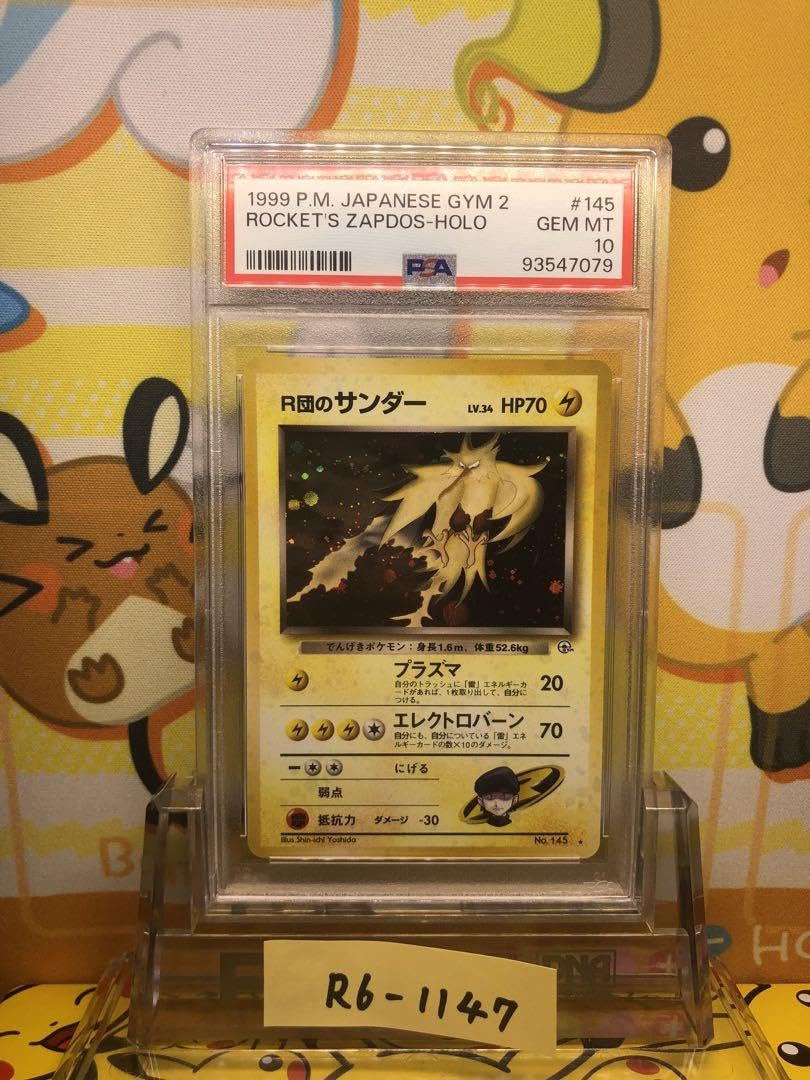 1999 P.M. JAPANESE GYM 2 #145
ROCKET'S ZAPDOS-HOLO GEM MT
10
PSA 93547079
R団のサンダー LV.34 HP70
でんげきポケモン:身長1.6m、体重52.6kg
プラズマ 20
自分のトラッシュに「雷」エネルギーカ
ードがあれば、1枚取り出して、自分に
つける。
エレクトロバーン 70
自分にも、自分についている「雷」エネ
ルギーカードの数×10のダメージ。
にげる
弱点
抵抗力 ダメージ -30
Illus.Shin-ichi Yoshida No. 145 ★
R6-1147